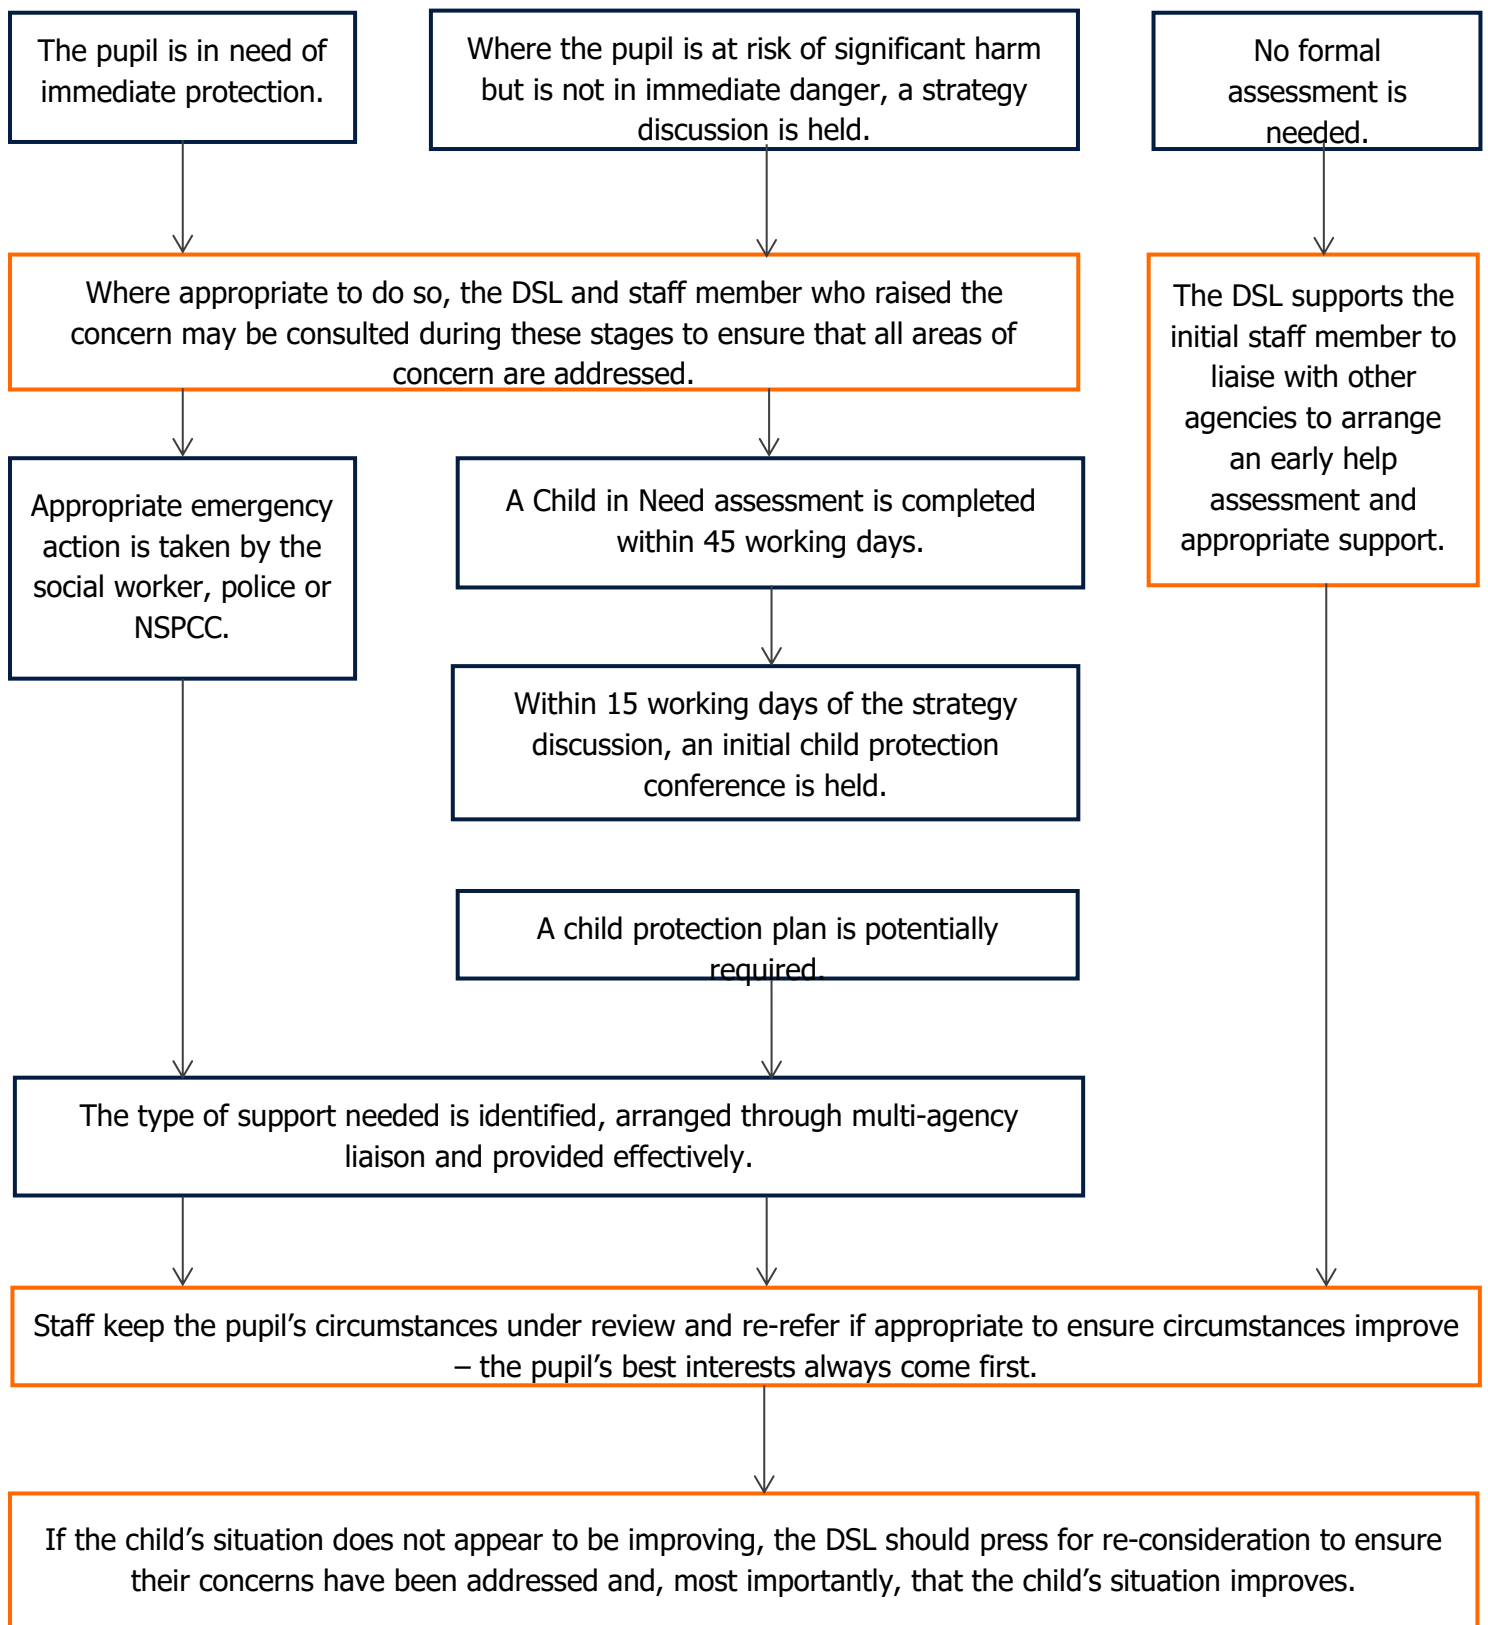 The pupil is in need of
immediate protection.
Where the pupil is at risk of significant harm
but is not in immediate danger, a strategy
discussion is held.
No formal
assessment is
needed.
Where appropriate to do so, the DSL and staff member who raised the
concern may be consulted during these stages to ensure that all areas of
concern are addressed.
The DSL supports the
initial staff member to
liaise with other
agencies to arrange
an early help
assessment and
appropriate support.
Appropriate emergency
action is taken by the
social worker, police or
NSPCC.
A Child in Need assessment is completed
within 45 working days.
Within 15 working days of the strategy
discussion, an initial child protection
conference is held.
A child protection plan is potentially
required.
The type of support needed is identified, arranged through multi-agency
liaison and provided effectively.
Staff keep the pupil’s circumstances under review and re-refer if appropriate to ensure circumstances improve
– the pupil’s best interests always come first.
If the child’s situation does not appear to be improving, the DSL should press for re-consideration to ensure
their concerns have been addressed and, most importantly, that the child’s situation improves.